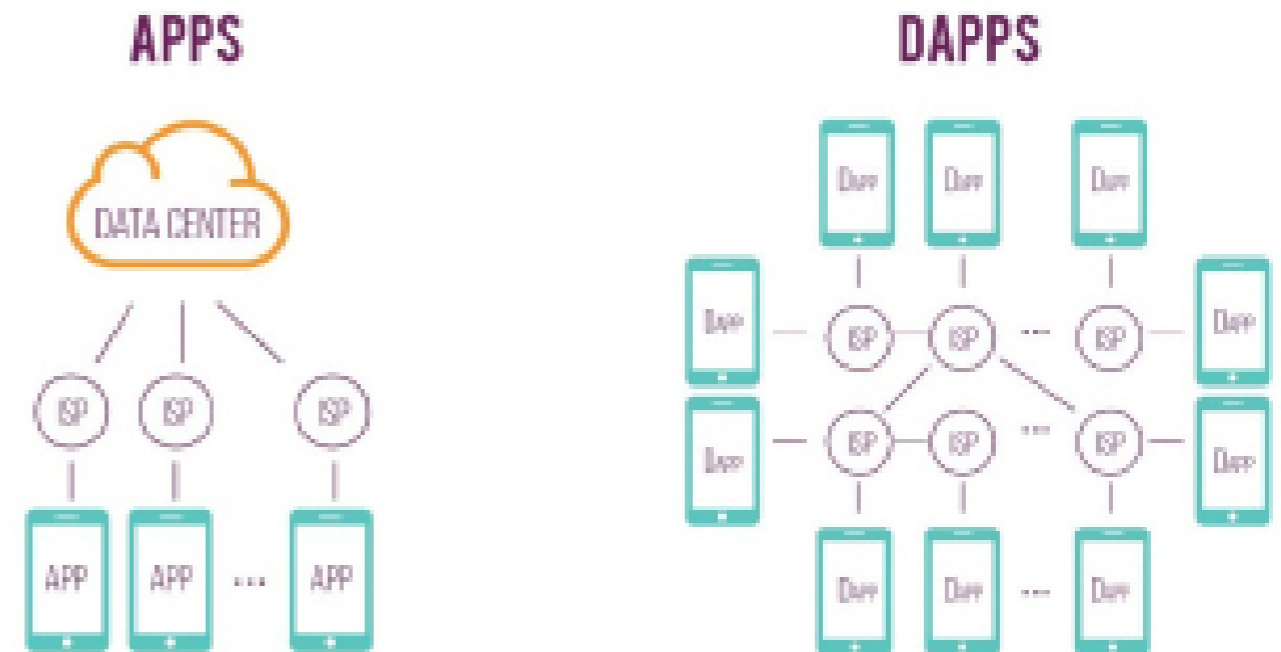 APPS
DATA CENTER
ISP ISP ISP
APP APP ... APP
DAPPS
DAPP DAPP DAPP
DAPP DAPP
ISP ISP ... ISP
DAPP DAPP
ISP ISP ... ISP
DAPP DAPP ... DAPP